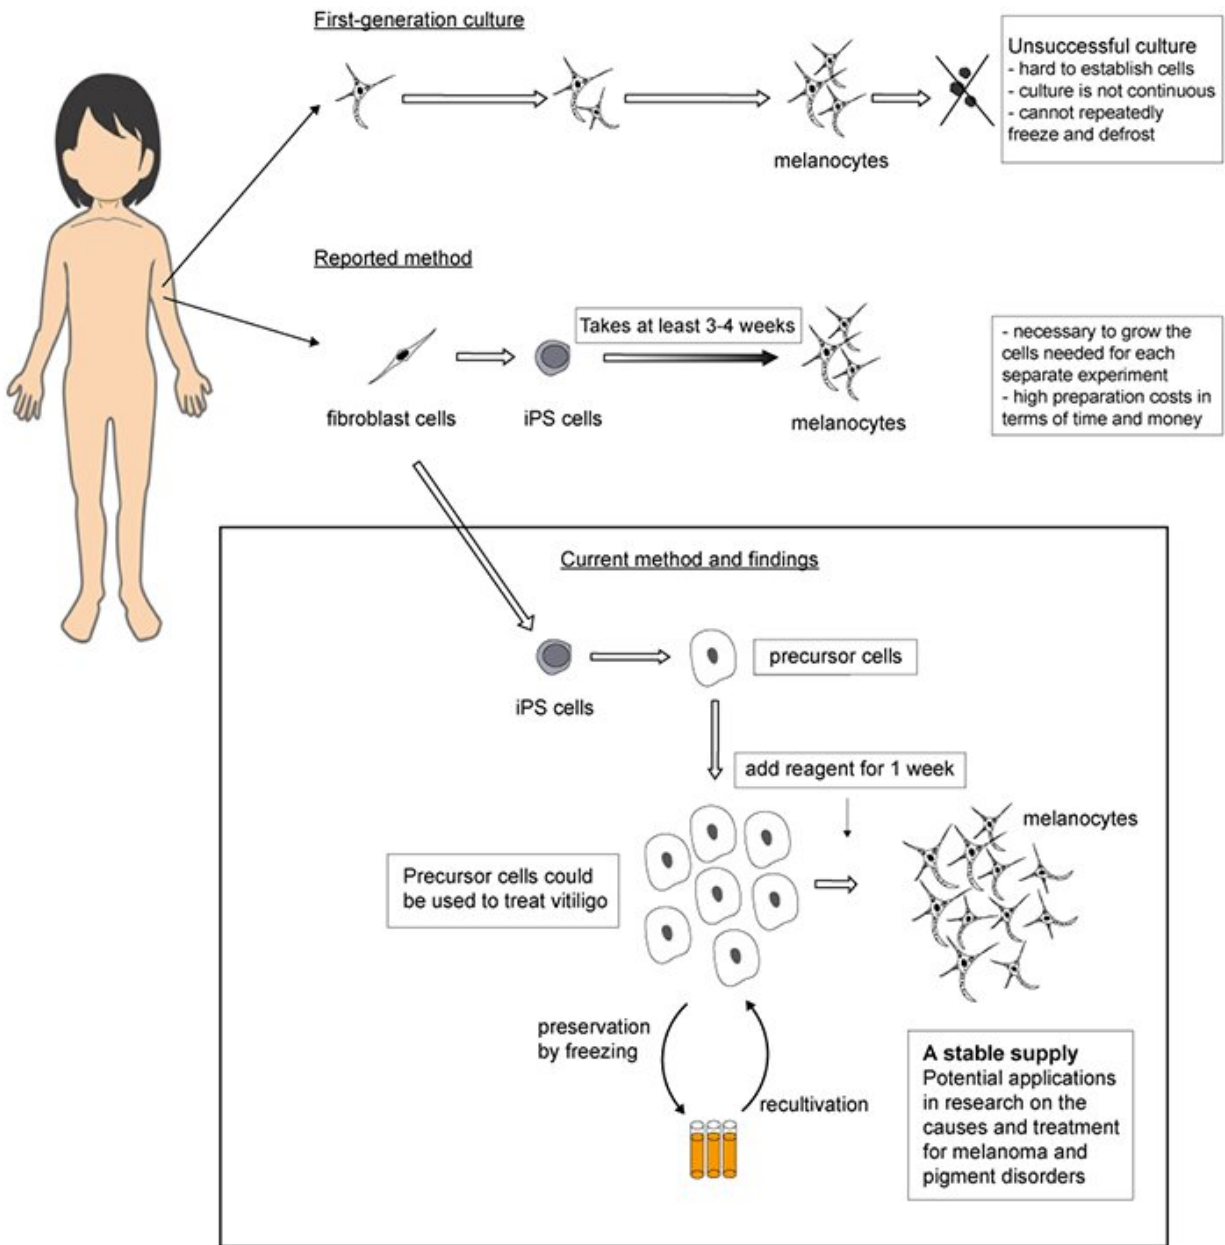 First-generation culture
Unsuccessful culture
- hard to establish cells
- culture is not continuous
- cannot repeatedly
freeze and defrost
melanocytes
Reported method
Takes at least 3-4 weeks
fibroblast cells
iPS cells
melanocytes
- necessary to grow the
cells needed for each
separate experiment
- high preparation costs in
terms of time and money
Current method and findings
iPS cells
precursor cells
add reagent for 1 week
melanocytes
Precursor cells could
be used to treat vitiligo
preservation
by freezing
recultivation
A stable supply
Potential applications
in research on the
causes and treatment
for melanoma and
pigment disorders